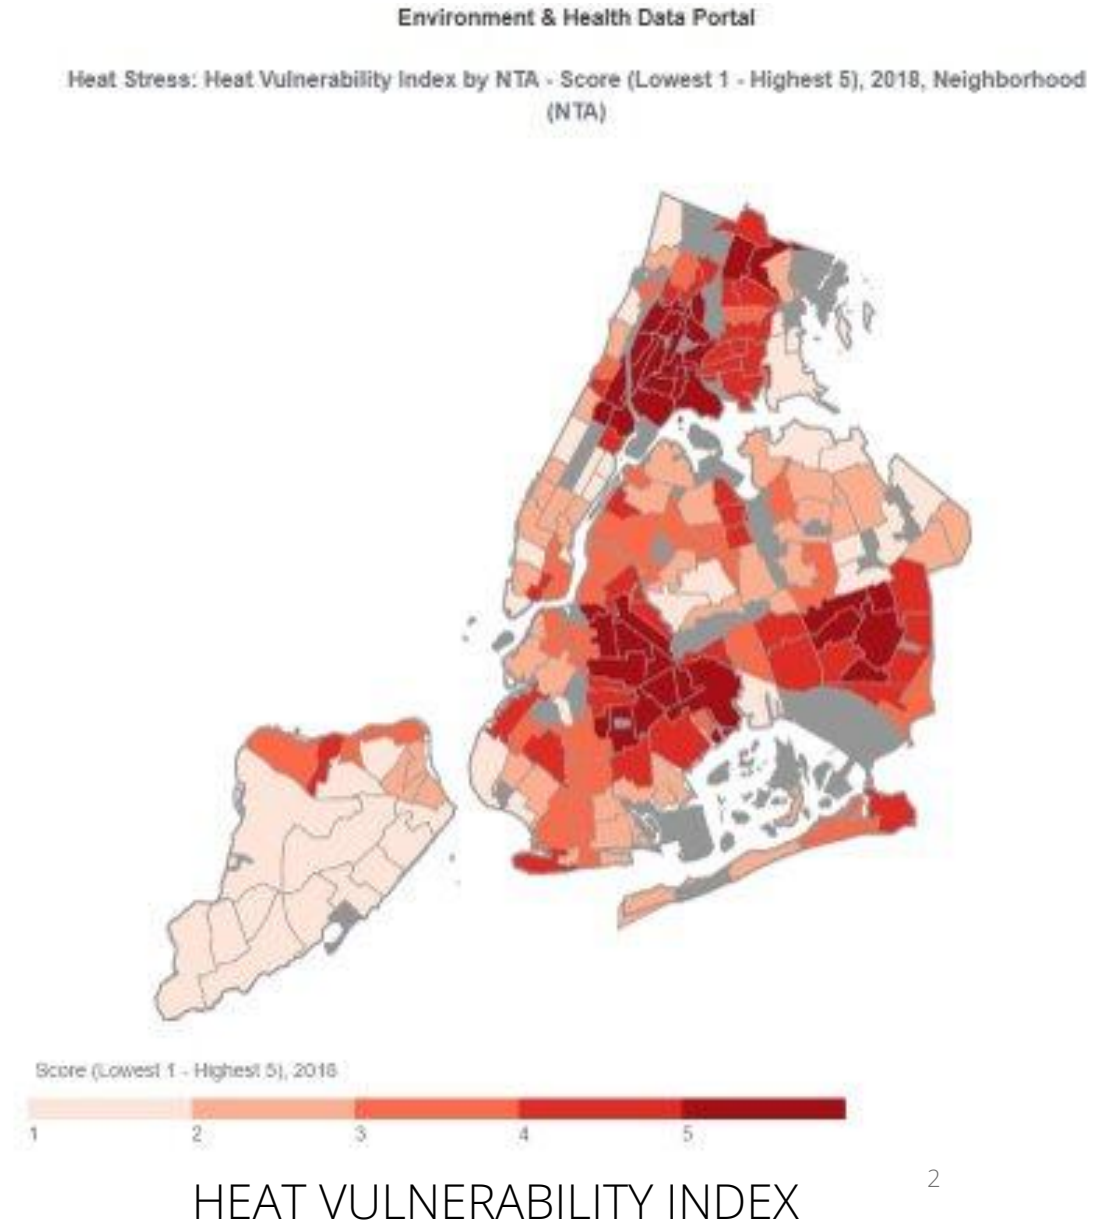 Environment & Health Data Portal
Heat Stress: Heat Vulnerability Index by NTA - Score (Lowest 1 - Highest 5), 2018, Neighborhood
(NTA)
Score (Lowest 1 - Highest 5), 2018
1 2 3 4 5
2
HEAT VULNERABILITY INDEX